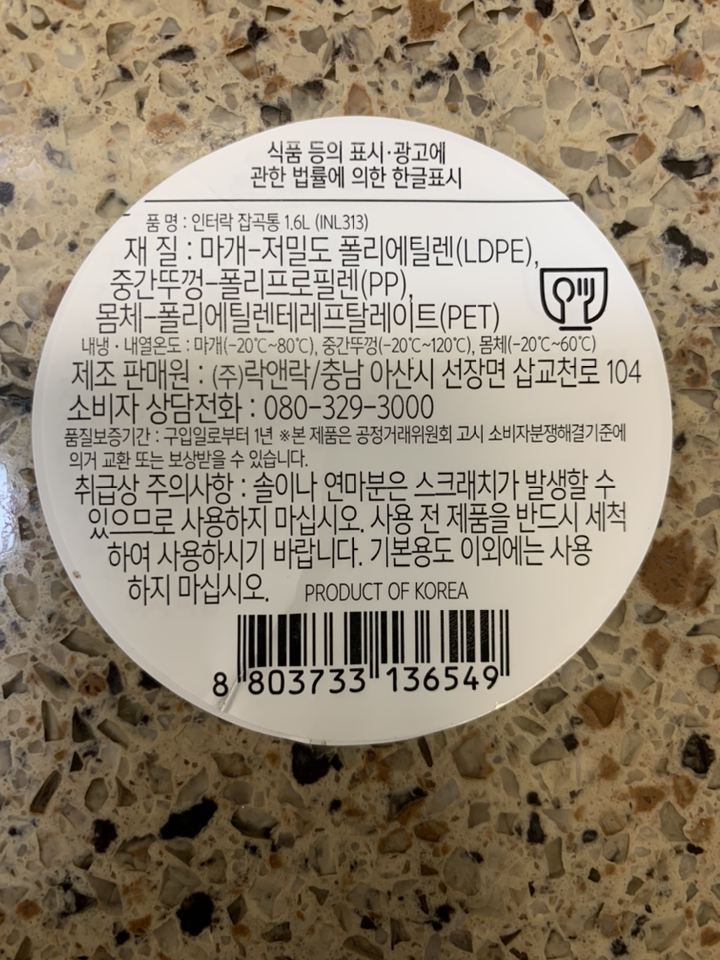 식품 등의 표시·광고에
관한 법률에 의한 한글표시
품 명 : 인터락 잡곡통 1.6L (INL313)
재 질 : 마개-저밀도 폴리에틸렌(LDPE),
중간뚜껑-폴리프로필렌(PP),
몸체-폴리에틸렌테레프탈레이트(PET)
내냉·내열온도 : 마개(-20℃~80℃), 중간뚜껑(-20℃~120℃), 몸체(-20℃~60℃)
제조 판매원 : (주)락앤락/충남 아산시 선장면 삽교천로 104
소비자 상담전화 : 080-329-3000
품질보증기간 : 구입일로부터 1년 ※본 제품은 공정거래위원회 고시 소비자분쟁해결기준에
의거 교환 또는 보상받을 수 있습니다.
취급상 주의사항 : 솔이나 연마분은 스크래치가 발생할 수
있으므로 사용하지 마십시오. 사용 전 제품을 반드시 세척
하여 사용하시기 바랍니다. 기본용도 이외에는 사용
하지 마십시오. PRODUCT OF KOREA
8 803733 136549